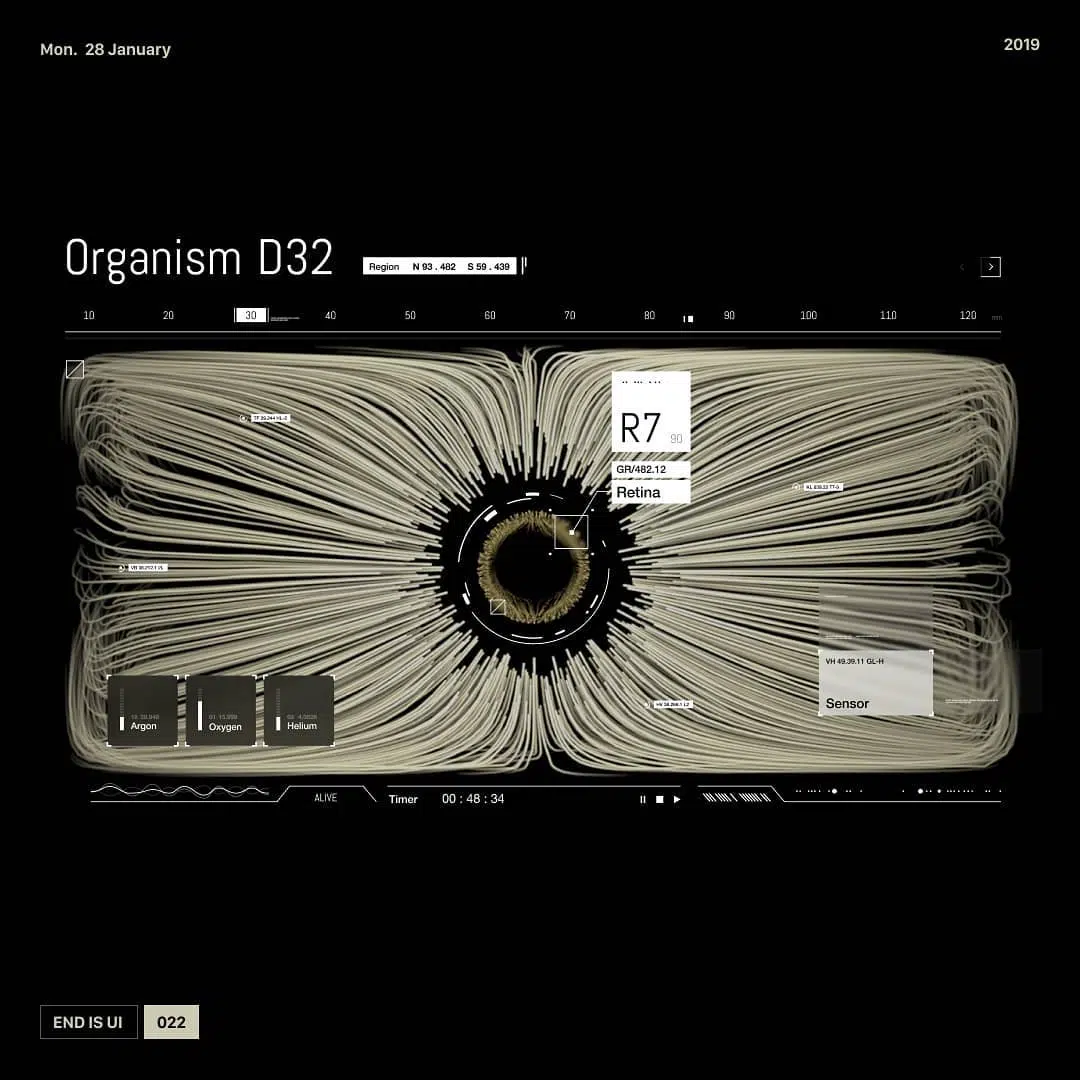 Mon. 28 January
2019
Organism D32
Region N 93 . 482 S 59 . 439
10 20 30 40 50 60 70 80 90 100 110 120 mm
R7
90
GR/482.12
Retina
VH 49.39.11 GL-H
Sensor
Argon
Oxygen
Helium
ALIVE
Timer 00 : 48 : 34
END IS UI 022